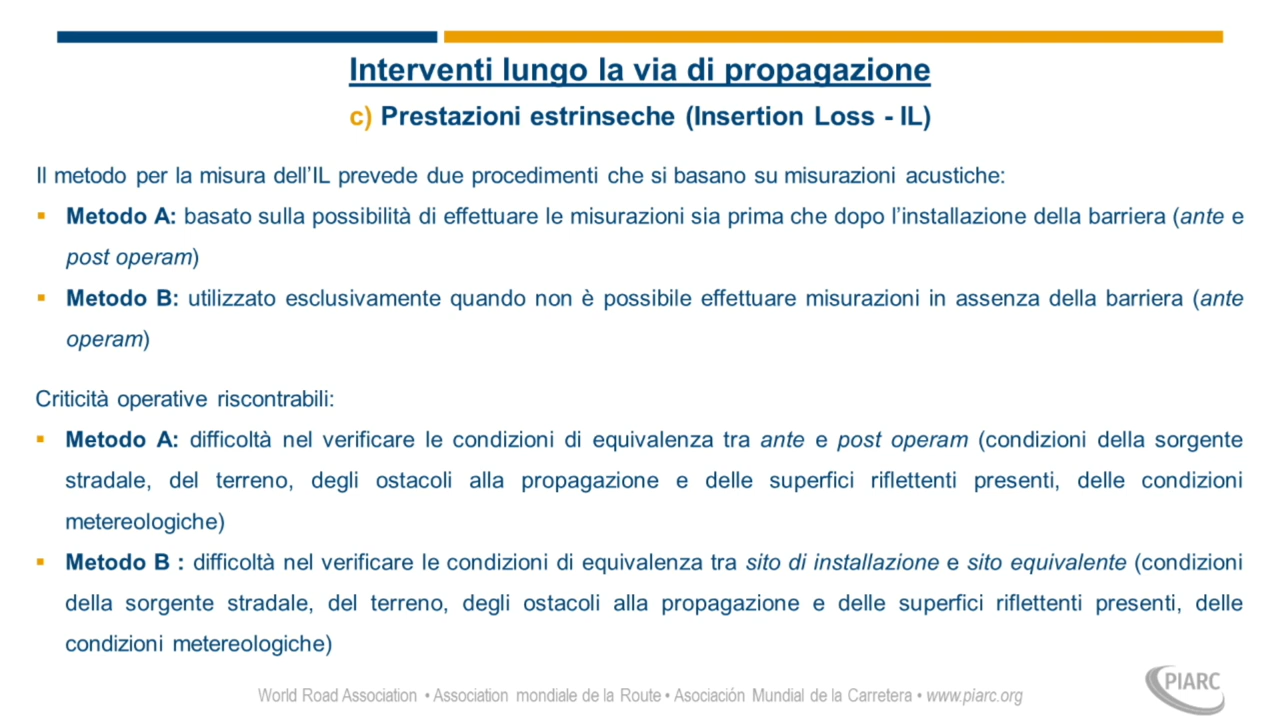 Interventi lungo la via di propagazione
c) Prestazioni estrinseche (Insertion Loss - IL)
Il metodo per la misura dell'IL prevede due procedimenti che si basano su misurazioni acustiche:
▪ Metodo A: basato sulla possibilità di effettuare le misurazioni sia prima che dopo l'installazione della barriera (ante e
post operam)
▪ Metodo B: utilizzato esclusivamente quando non è possibile effettuare misurazioni in assenza della barriera (ante
operam)
Criticità operative riscontrabili:
▪ Metodo A: difficoltà nel verificare le condizioni di equivalenza tra ante e post operam (condizioni della sorgente
stradale, del terreno, degli ostacoli alla propagazione e delle superfici riflettenti presenti, delle condizioni
metereologiche)
▪ Metodo B : difficoltà nel verificare le condizioni di equivalenza tra sito di installazione e sito equivalente (condizioni
della sorgente stradale, del terreno, degli ostacoli alla propagazione e delle superfici riflettenti presenti, delle
condizioni metereologiche)
World Road Association • Association mondiale de la Route • Asociación Mundial de la Carretera • www.piarc.org
PIARC